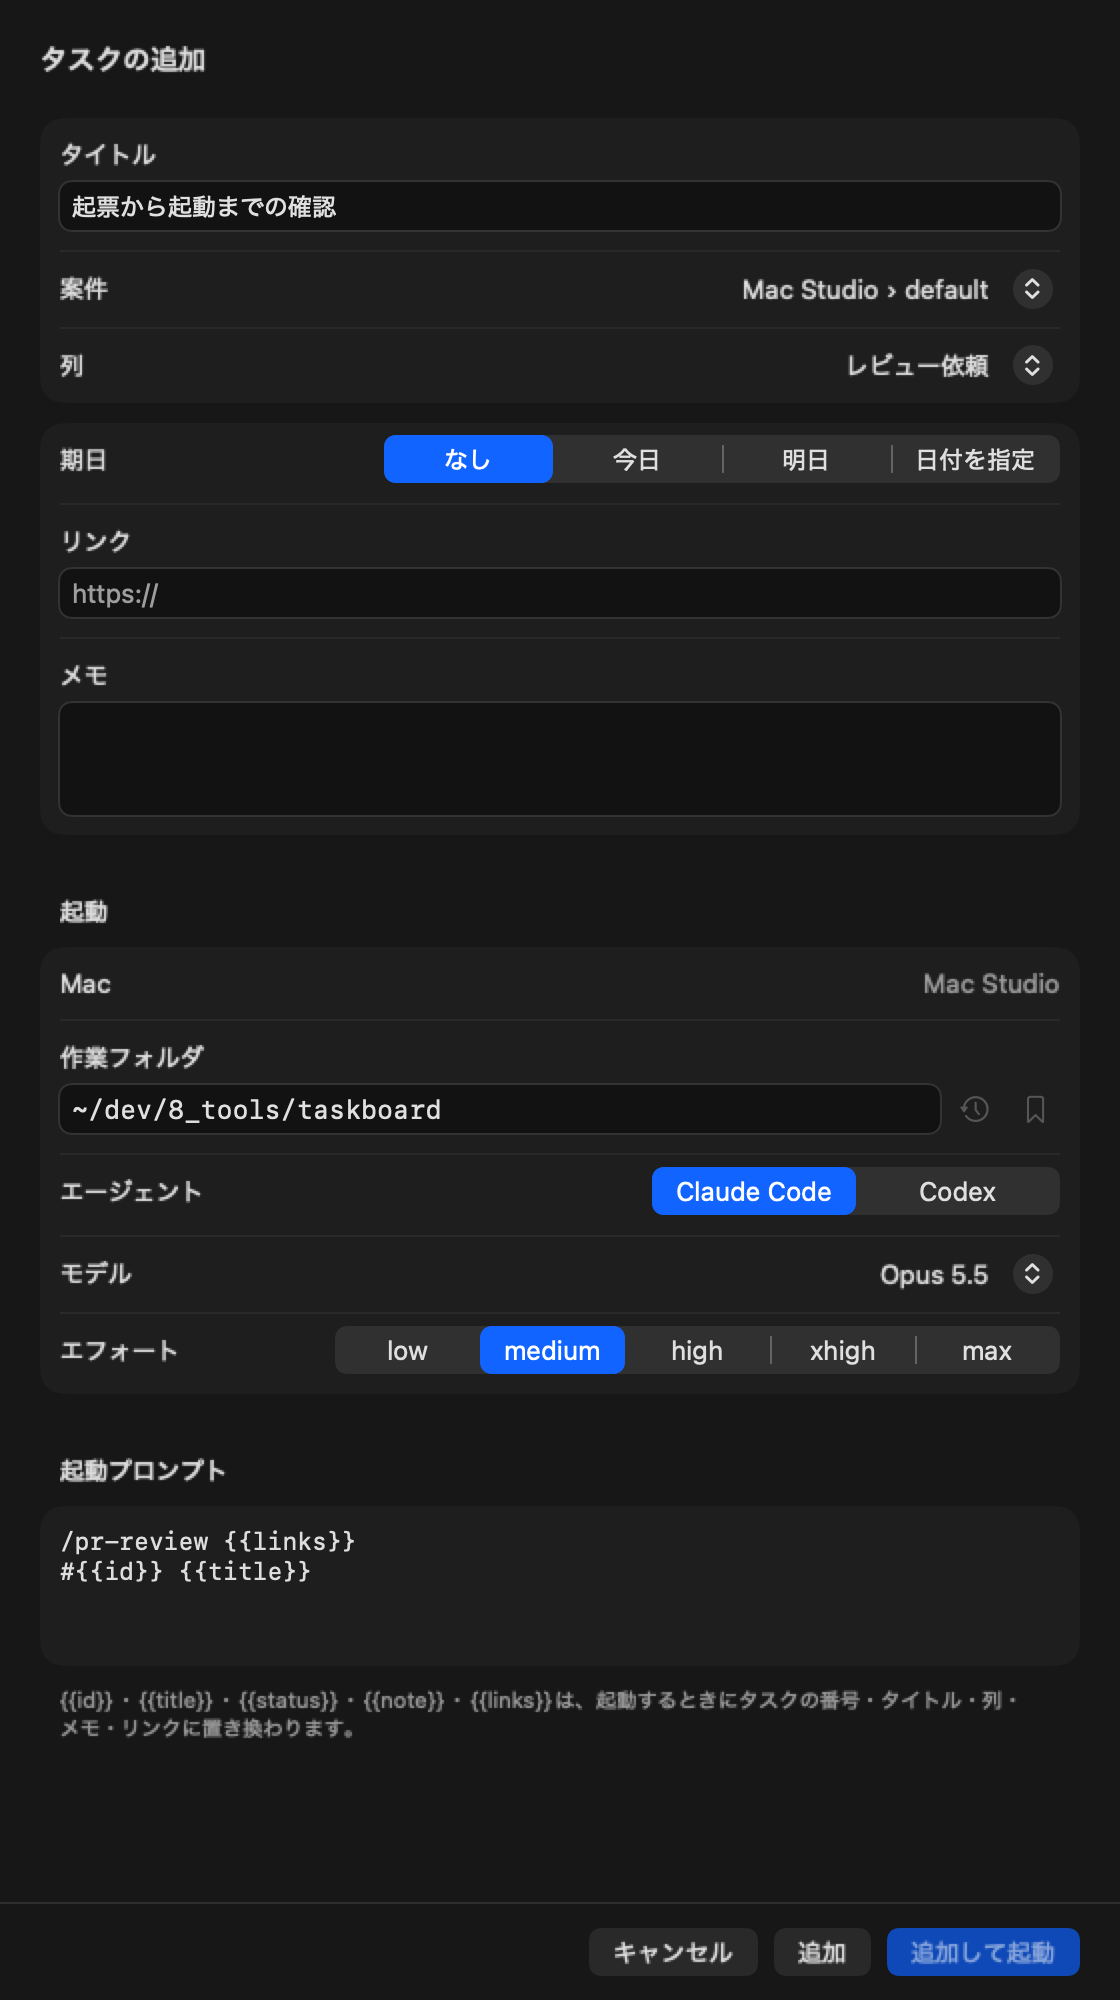 タスクの追加
タイトル
起票から起動までの確認
案件
Mac Studio › default
列
レビュー依頼
期日
なし
今日
明日
日付を指定
リンク
https://
メモ
起動
Mac
Mac Studio
作業フォルダ
~/dev/8_tools/taskboard
エージェント
Claude Code
Codex
モデル
Opus 5.5
エフォート
low
medium
high
xhigh
max
起動プロンプト
/pr-review {{links}}
#{{id}} {{title}}
{{id}}・{{title}}・{{status}}・{{note}}・{{links}}は、起動するときにタスクの番号・タイトル・列・
メモ・リンクに置き換わります。
キャンセル
追加
追加して起動